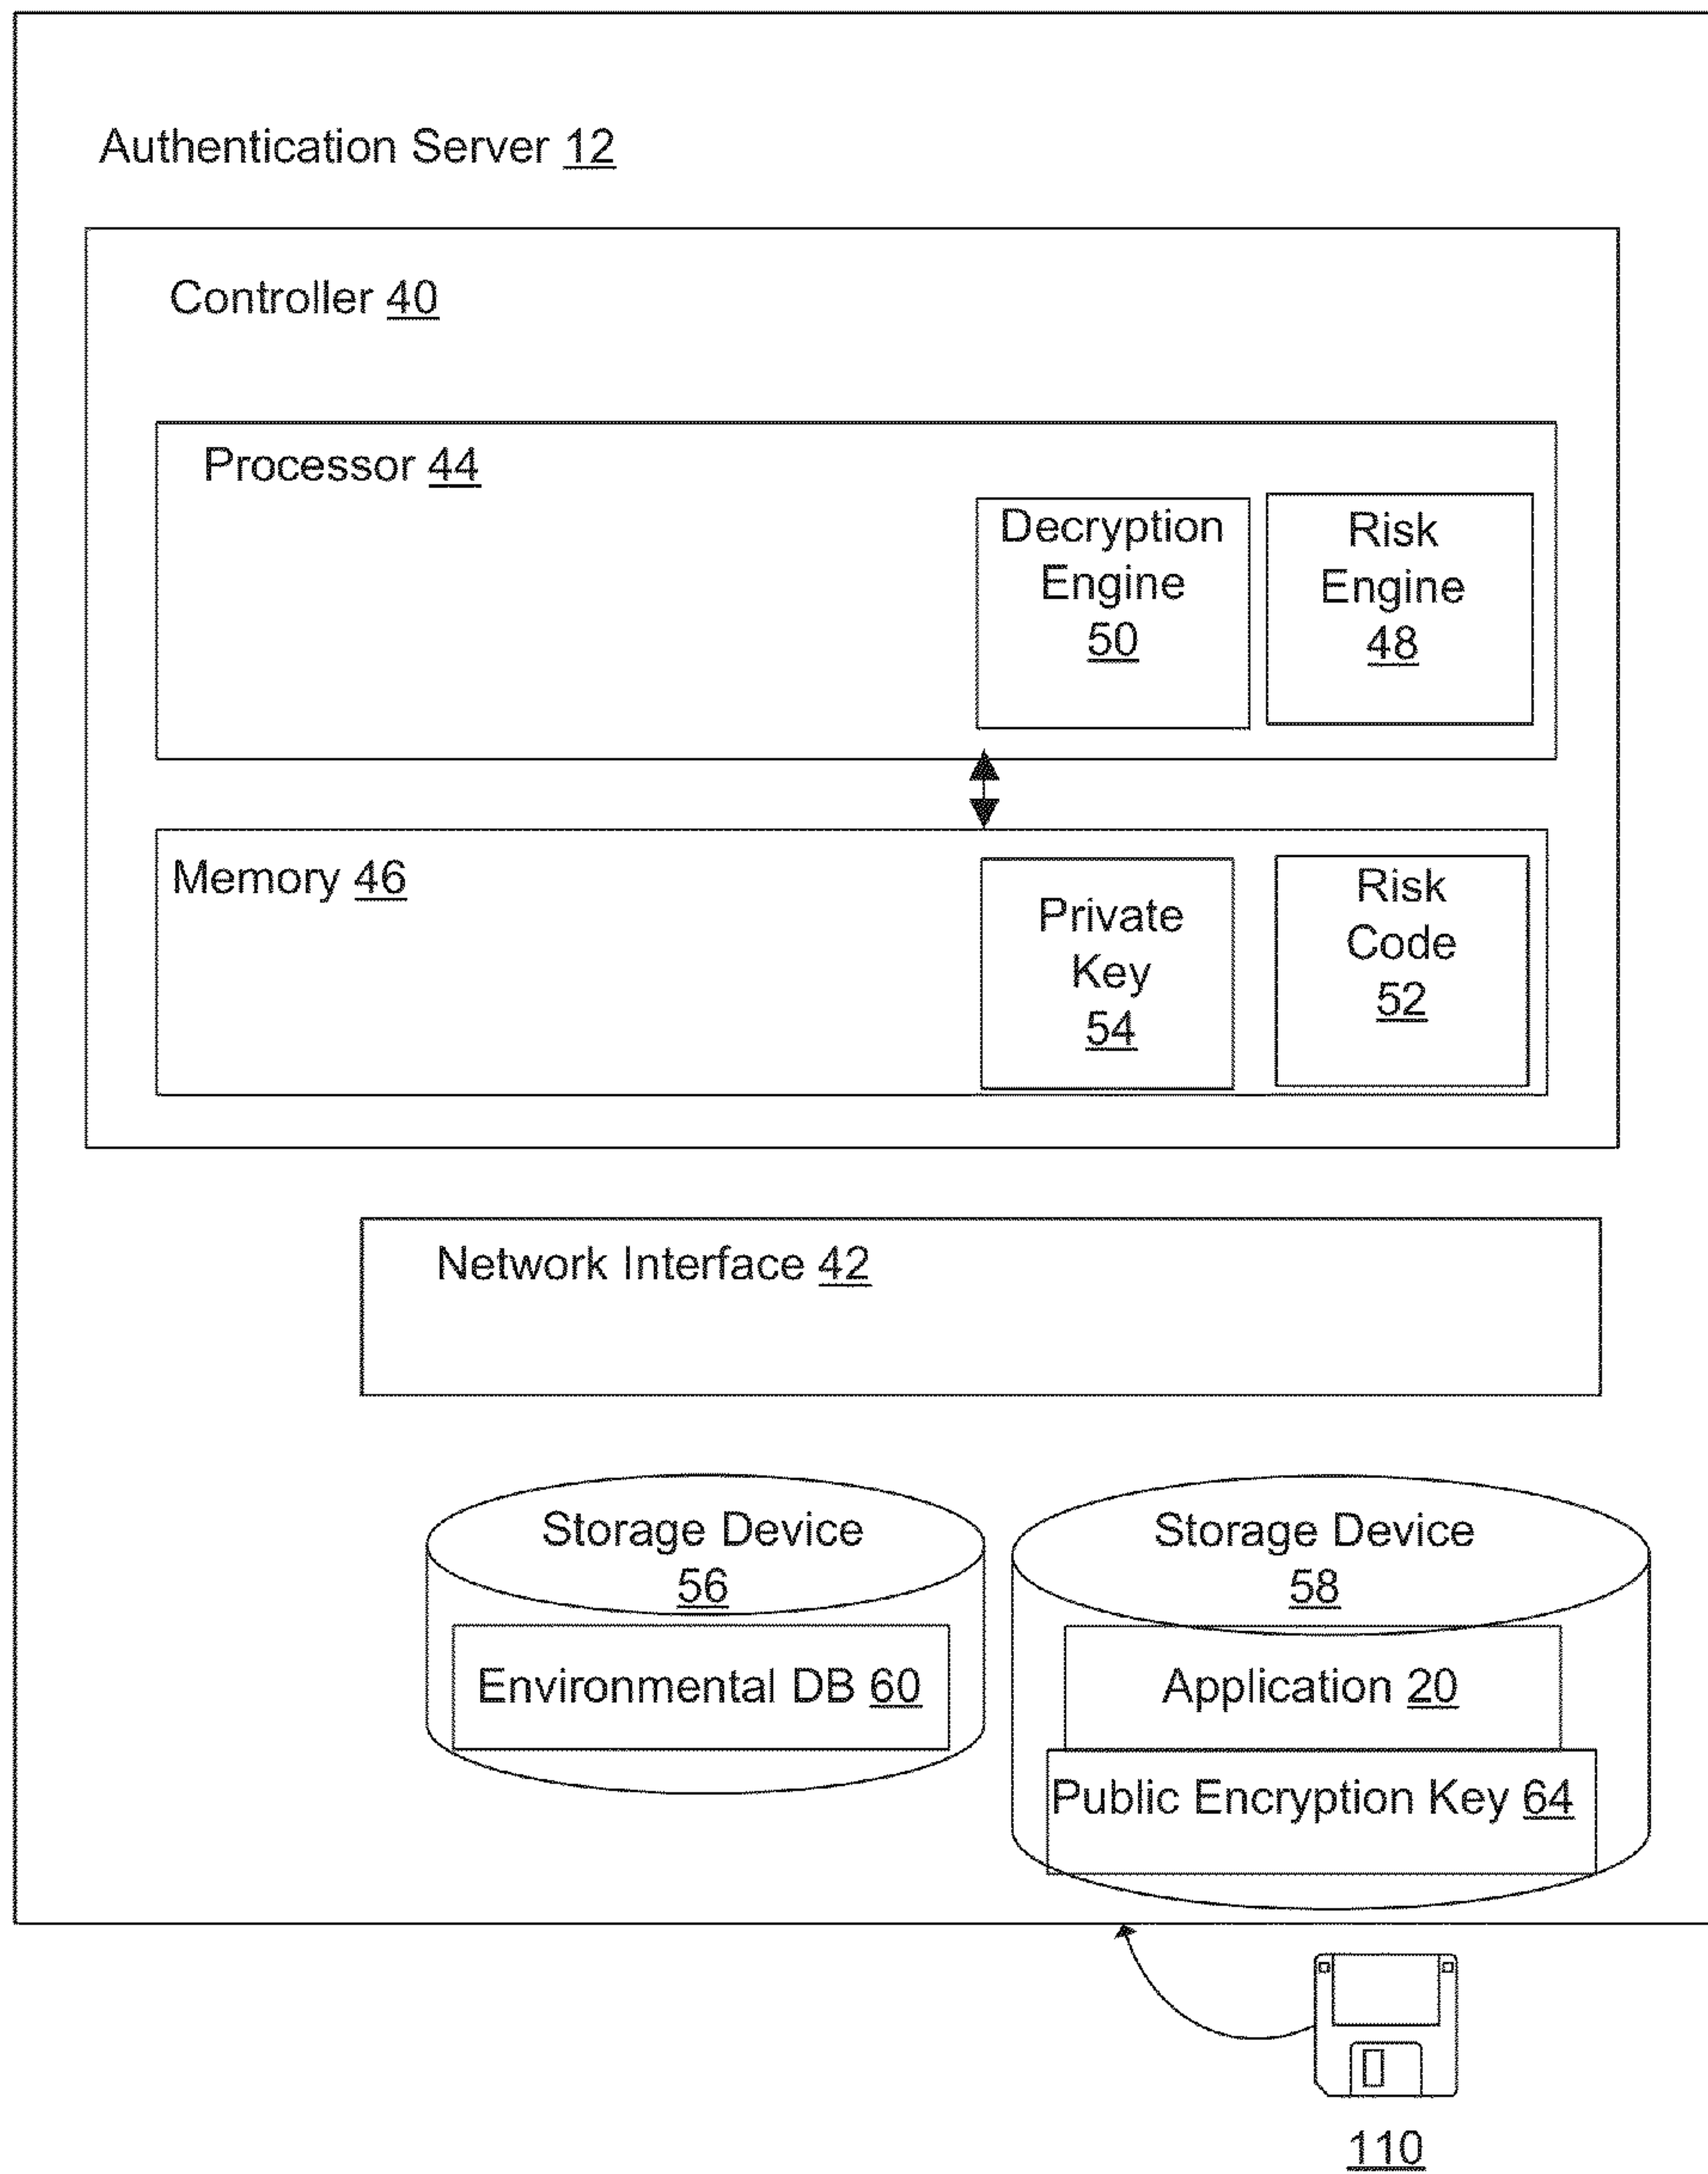 Authentication Server 12
Controller 40
Processor 44
Decryption
Engine
50
Risk
Engine
48
Memory 46
Private
Key
54
Risk
Code
52
Network Interface 42
Storage Device
56
Environmental DB 60
Storage Device
58
Application 20
Public Encryption Key 64
110